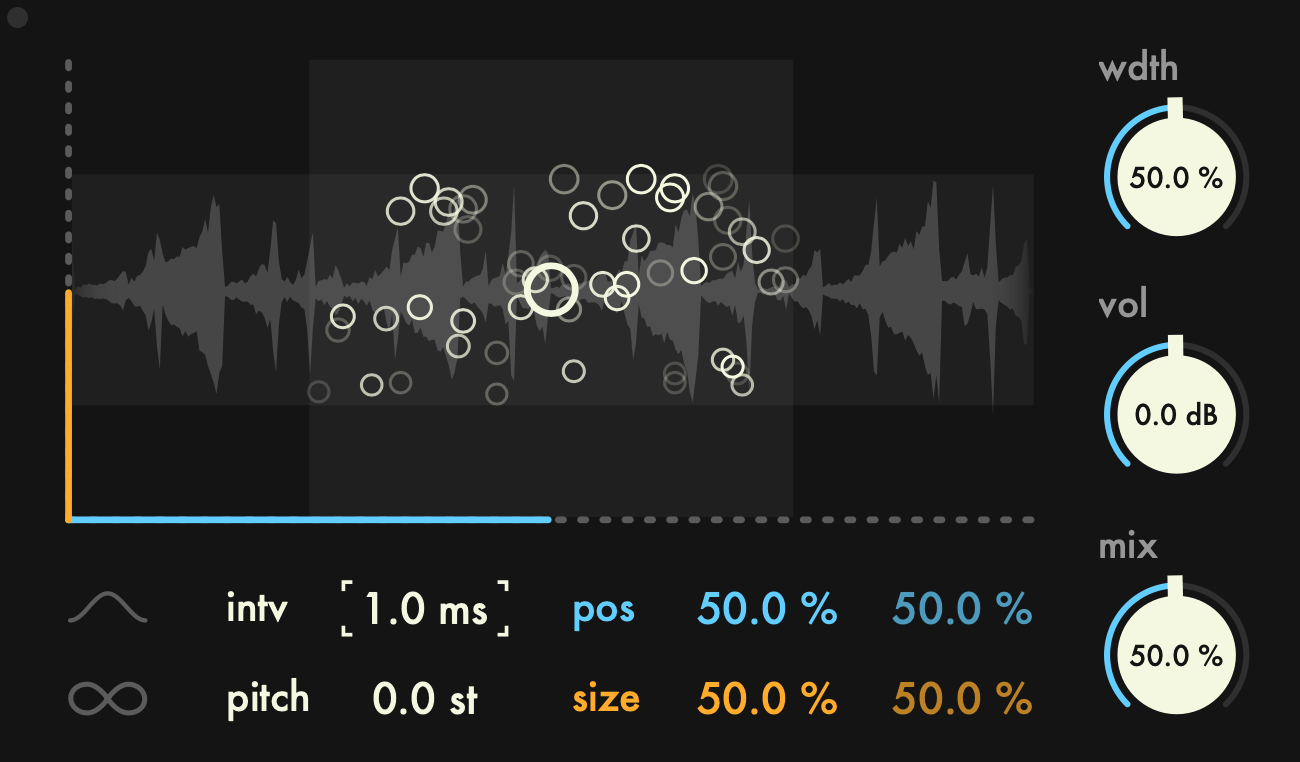 wdth
50.0 %
vol
0.0 dB
mix
50.0 %
intv 1.0 ms pos 50.0 % 50.0 %
pitch 0.0 st size 50.0 % 50.0 %